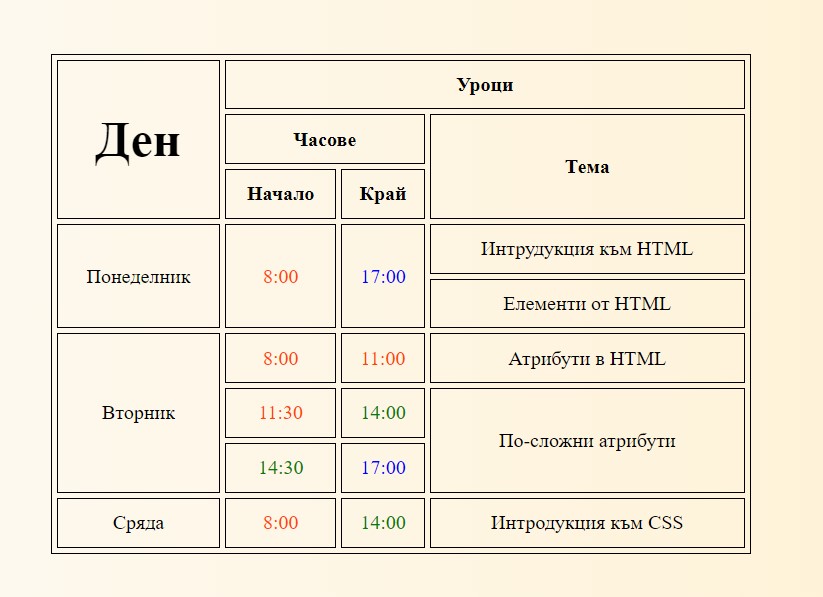 Ден
Уроци
Часове
Тема
Начало
Край
Понеделник
8:00
17:00
Интрудукция към HTML
Елементи от HTML
Вторник
8:00
11:00
Атрибути в HTML
11:30
14:00
По-сложни атрибути
14:30
17:00
Сряда
8:00
14:00
Интродукция към CSS